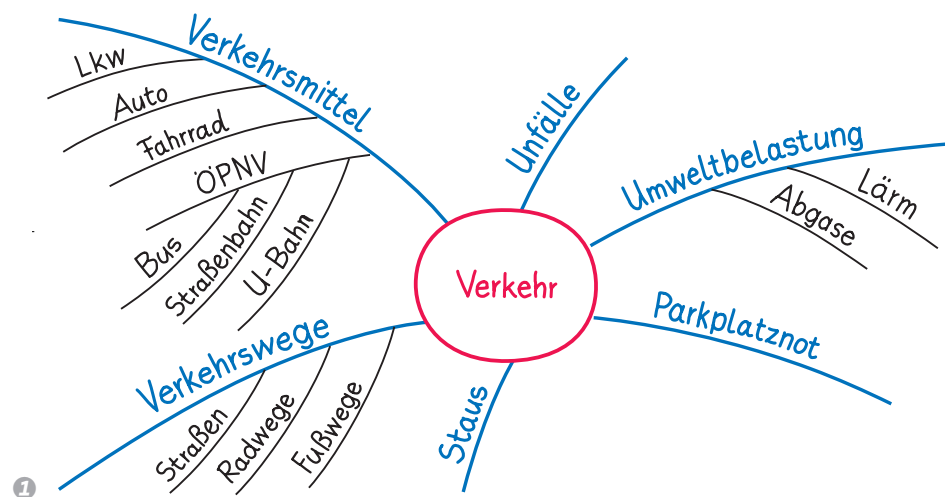 Verkehr
Verkehrsmittel
Lkw
Auto
Fahrrad
ÖPNV
Bus
Straßenbahn
U-Bahn
Unfälle
Umweltbelastung
Lärm
Abgase
Parkplatznot
Staus
Verkehrswege
Straßen
Radwege
Fußwege
1